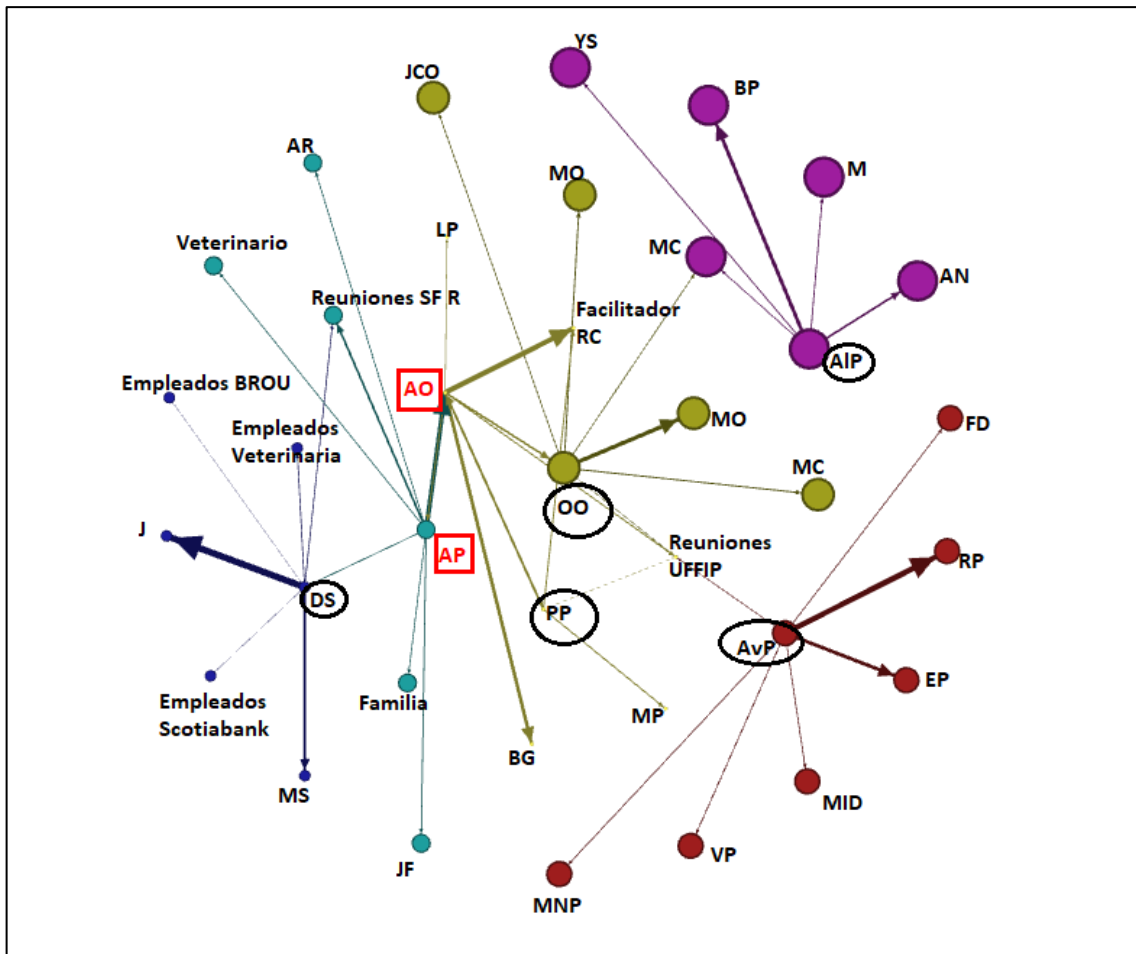 YS
JCO
BP
AR
MO
M
LP
Veterinario
MC
AN
Reuniones SF R
Facilitador
RC
AlP
Empleados BROU
AO
MO
FD
Empleados
Veterinaria
MC
OO
J
AP
Reuniones
UFFIP
RP
DS
PP
AvP
EP
Familia
Empleados
Scotiabank
MP
BG
MS
MID
JF
VP
MNP